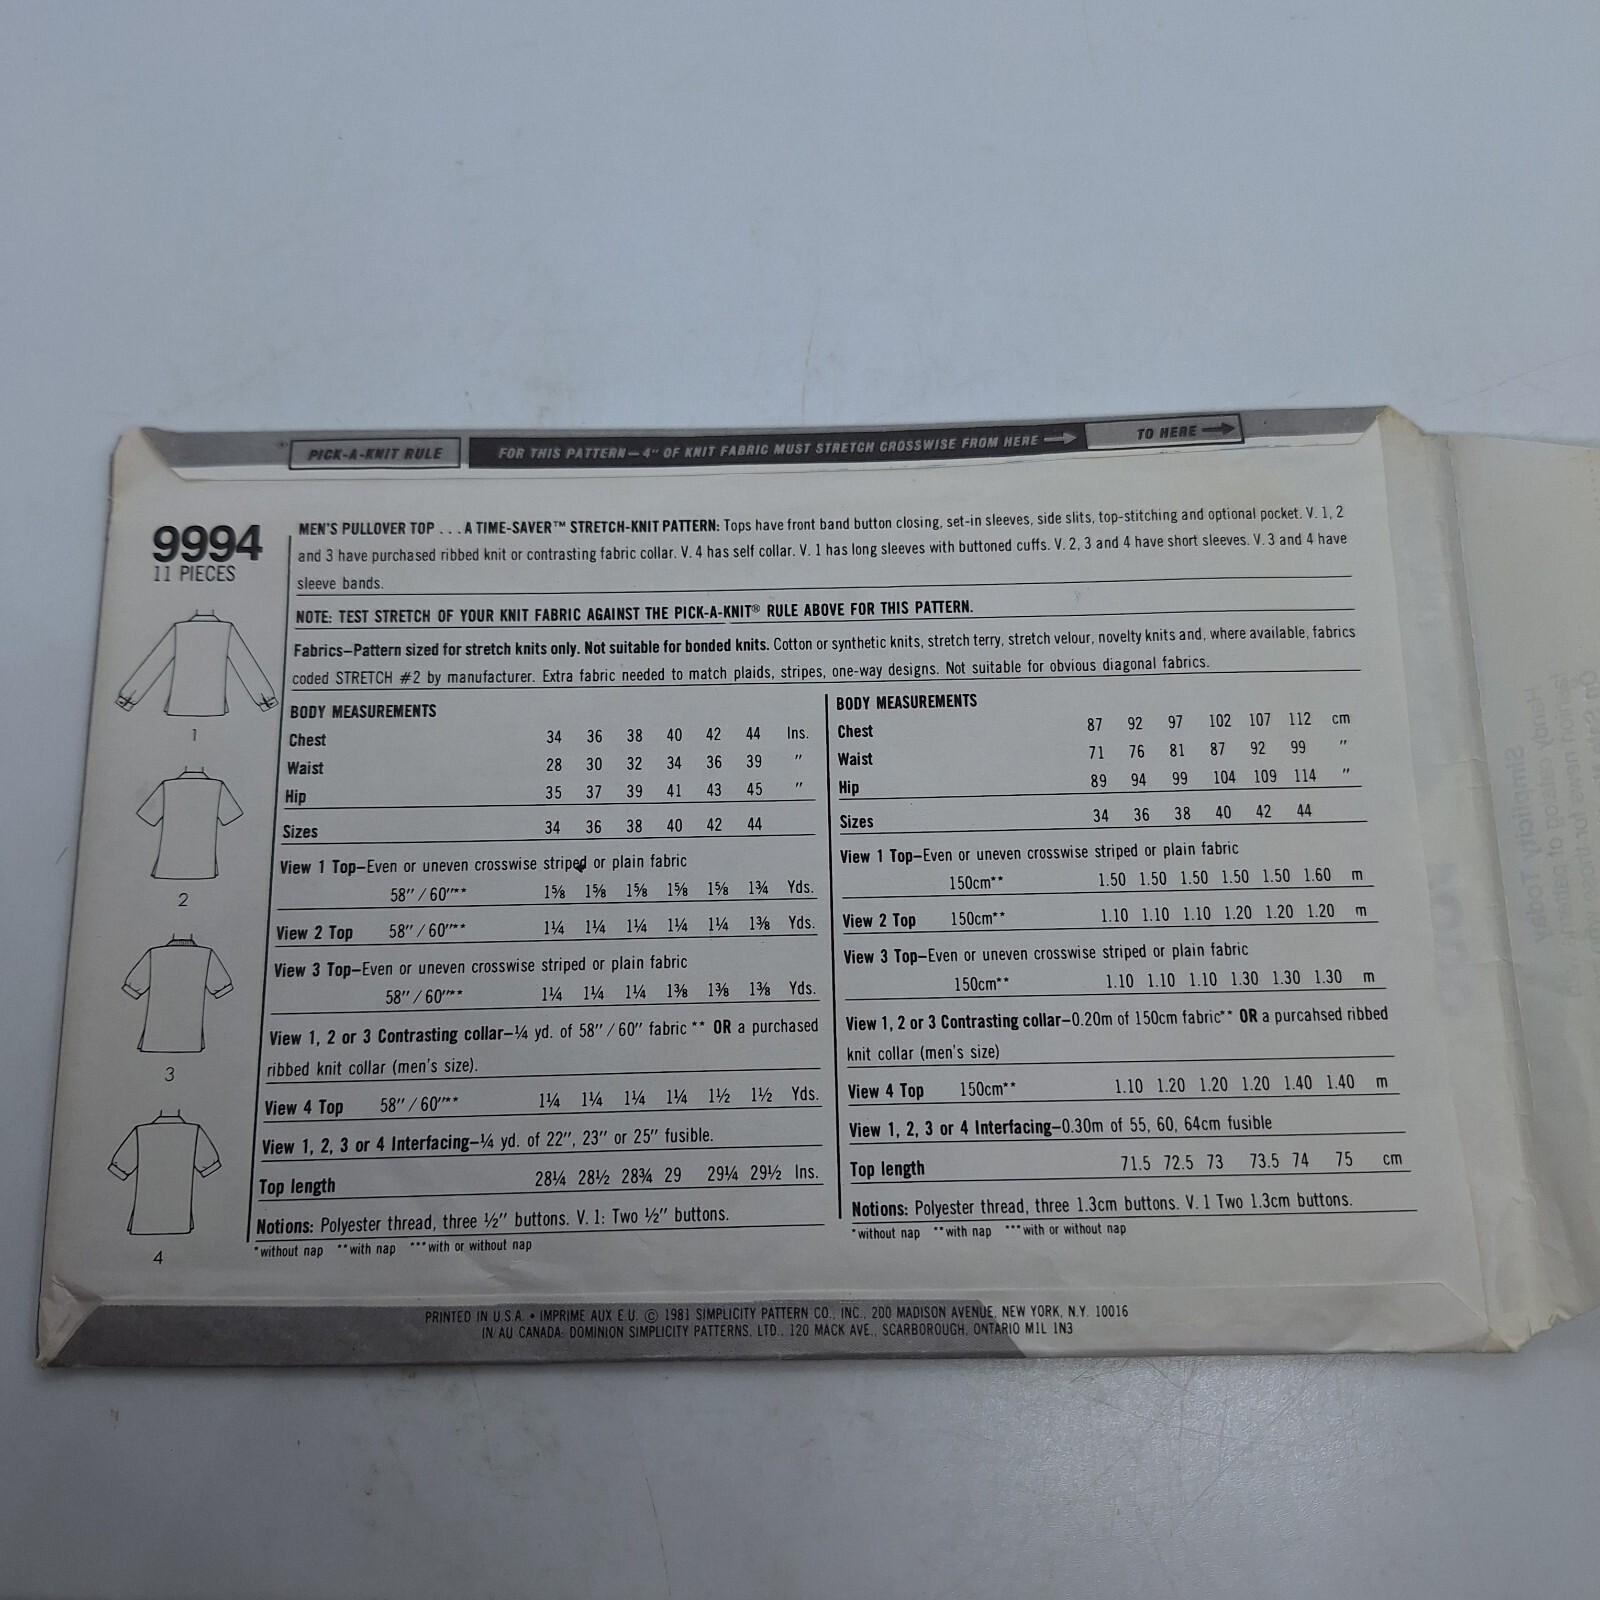 PICK-A-KNIT RULE
FOR THIS PATTERN—4" OF KNIT FABRIC MUST STRETCH CROSSWISE FROM HERE
TO HERE
9994
11 PIECES
1
2
3
4
MEN'S PULLOVER TOP . . . A TIME-SAVER™ STRETCH-KNIT PATTERN: Tops have front band button closing, set-in sleeves, side slits, top-stitching and optional pocket. V. 1, 2
and 3 have purchased ribbed knit or contrasting fabric collar. V. 4 has self collar. V. 1 has long sleeves with buttoned cuffs. V. 2, 3 and 4 have short sleeves. V. 3 and 4 have
sleeve bands.
NOTE: TEST STRETCH OF YOUR KNIT FABRIC AGAINST THE PICK-A-KNIT® RULE ABOVE FOR THIS PATTERN.
Fabrics—Pattern sized for stretch knits only. Not suitable for bonded knits. Cotton or synthetic knits, stretch terry, stretch velour, novelty knits and, where available, fabrics
coded STRETCH #2 by manufacturer. Extra fabric needed to match plaids, stripes, one-way designs. Not suitable for obvious diagonal fabrics.
BODY MEASUREMENTS
Chest 34 36 38 40 42 44 Ins.
Waist 28 30 32 34 36 39 "
Hip 35 37 39 41 43 45 "
Sizes 34 36 38 40 42 44
View 1 Top—Even or uneven crosswise striped or plain fabric
58"/60"** 1⅝ 1⅝ 1⅝ 1⅝ 1⅝ 1¾ Yds.
View 2 Top 58"/60"** 1¼ 1¼ 1¼ 1¼ 1¼ 1⅜ Yds.
View 3 Top—Even or uneven crosswise striped or plain fabric
58"/60"** 1¼ 1¼ 1¼ 1⅜ 1⅜ 1⅜ Yds.
View 1, 2 or 3 Contrasting collar—¼ yd. of 58"/60" fabric** OR a purchased
ribbed knit collar (men's size).
View 4 Top 58"/60"** 1¼ 1¼ 1¼ 1¼ 1½ 1½ Yds.
View 1, 2, 3 or 4 Interfacing—¼ yd. of 22", 23" or 25" fusible.
Top length 28¼ 28½ 28¾ 29 29¼ 29½ Ins.
Notions: Polyester thread, three ½" buttons. V. 1: Two ½" buttons.
*without nap **with nap ***with or without nap
BODY MEASUREMENTS
Chest 87 92 97 102 107 112 cm
Waist 71 76 81 87 92 99 "
Hip 89 94 99 104 109 114 "
Sizes 34 36 38 40 42 44
View 1 Top—Even or uneven crosswise striped or plain fabric
150cm** 1.50 1.50 1.50 1.50 1.50 1.60 m
View 2 Top 150cm** 1.10 1.10 1.10 1.20 1.20 1.20 m
View 3 Top—Even or uneven crosswise striped or plain fabric
150cm** 1.10 1.10 1.10 1.30 1.30 1.30 m
View 1, 2 or 3 Contrasting collar—0.20m of 150cm fabric** OR a purcahsed ribbed
knit collar (men's size)
View 4 Top 150cm** 1.10 1.20 1.20 1.20 1.40 1.40 m
View 1, 2, 3 or 4 Interfacing—0.30m of 55, 60, 64cm fusible
Top length 71.5 72.5 73 73.5 74 75 cm
Notions: Polyester thread, three 1.3cm buttons. V. 1 Two 1.3cm buttons.
*without nap **with nap ***with or without nap
PRINTED IN U.S.A. • IMPRIME AUX E.U. © 1981 SIMPLICITY PATTERN CO., INC., 200 MADISON AVENUE, NEW YORK, N.Y. 10016
IN AU CANADA: DOMINION SIMPLICITY PATTERNS, LTD., 120 MACK AVE., SCARBOROUGH, ONTARIO M1L 1N3
Simplicity Today